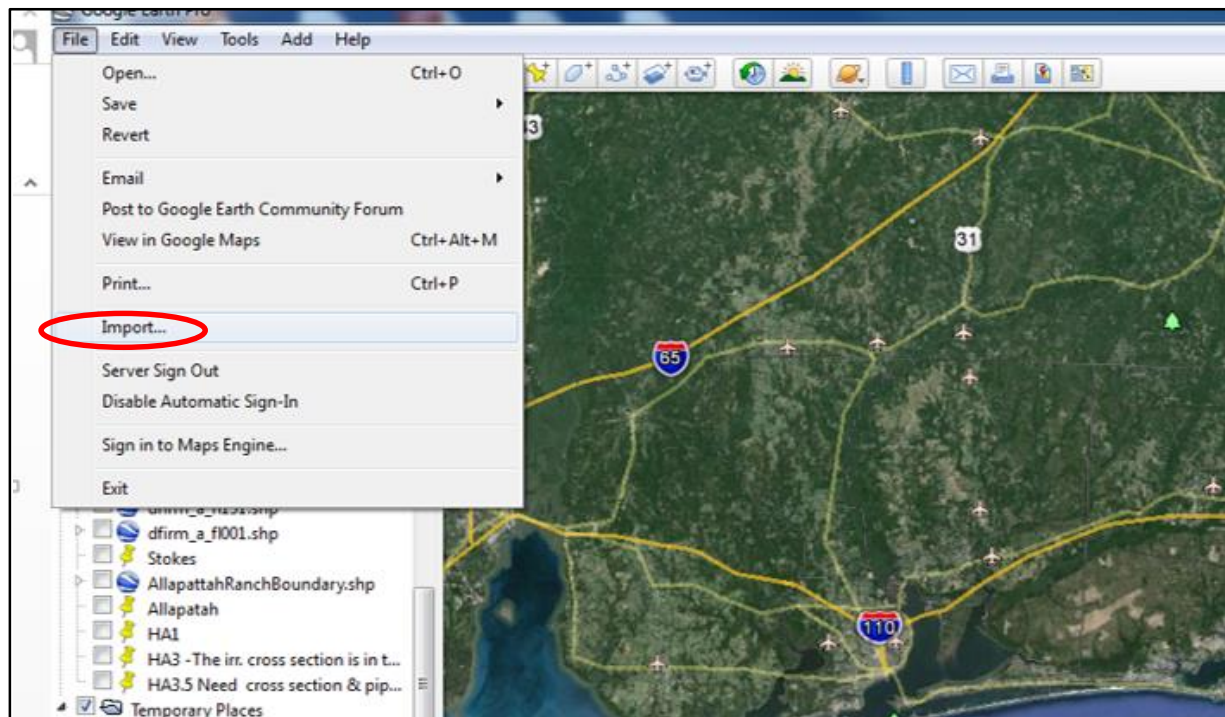 Google Earth Pro
File Edit View Tools Add Help
Open... Ctrl+O
Save
Revert
Email
Post to Google Earth Community Forum
View in Google Maps Ctrl+Alt+M
Print... Ctrl+P
Import...
Server Sign Out
Disable Automatic Sign-In
Sign in to Maps Engine...
Exit
dfirm_a_fl001.shp
Stokes
AllapattahRanchBoundary.shp
Allapatah
HA1
HA3 -The irr. cross section is in t...
HA3.5 Need cross section & pip...
Temporary Places
31
65
110